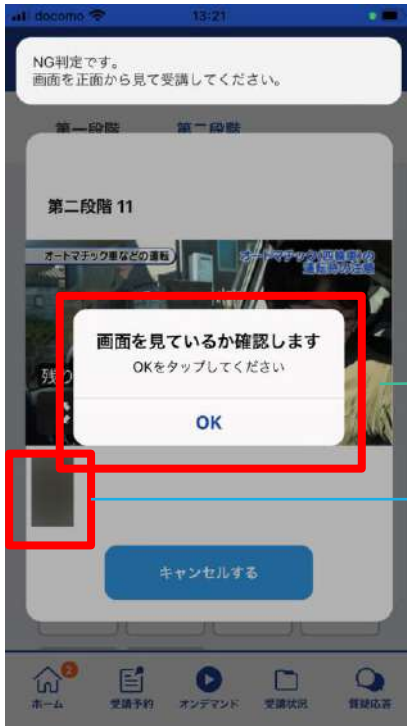 docomo
13:21
NG判定です。
画面を正面から見て受講してください。
第一段階
第二段階
第二段階 11
オートマチック車などの運転
オートマチック(四輪車)の
運転時の注意
画面を見ているか確認します
OKをタップしてください
残り
OK
キャンセルする
2
ホーム
受講予約
オンデマンド
受講状況
質疑応答